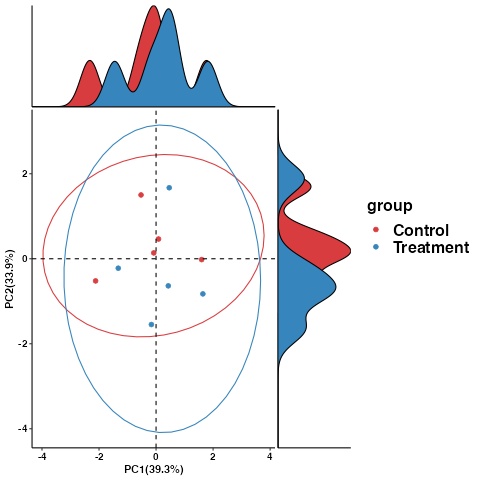 group
Control
Treatment
2
0
-2
-4
PC2(33.9%)
-4 -2 0 2 4
PC1(39.3%)